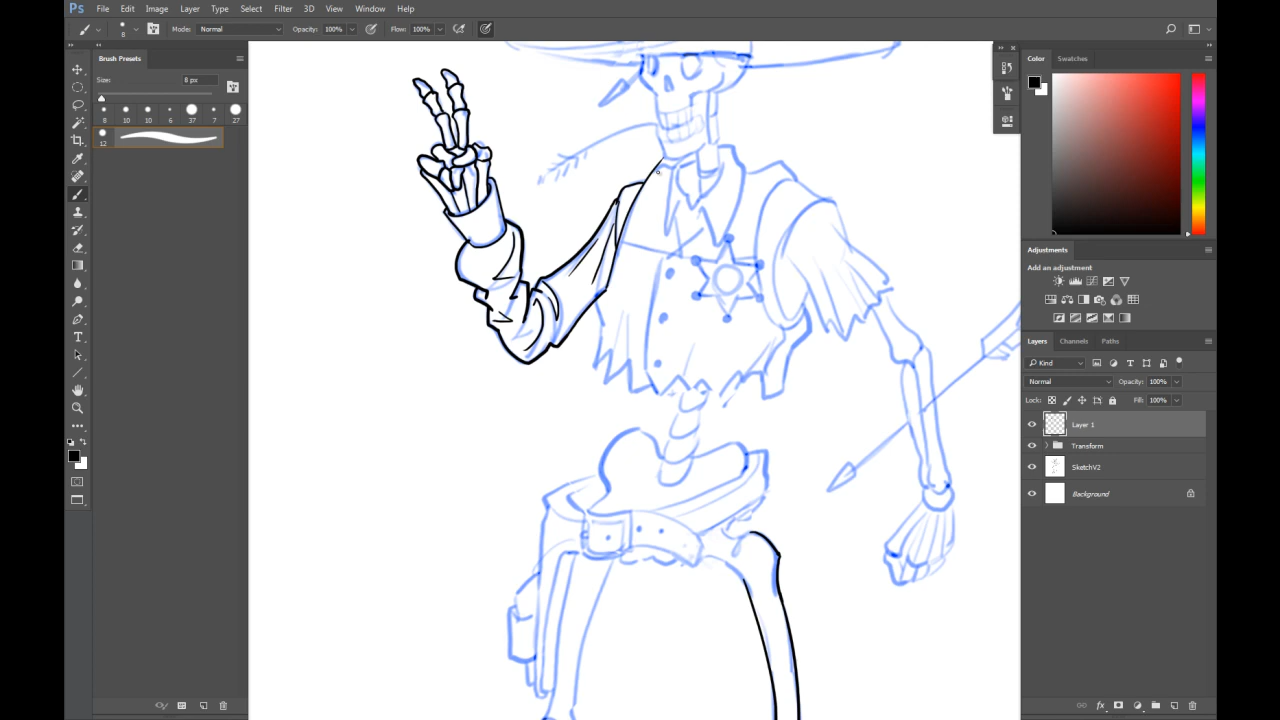 Ps File Edit Image Layer Type Select Filter 3D View Window Help
8 Mode: Normal Opacity: 100% Flow: 100%
Brush Presets
Size: 8 px
8 10 10 6 37 7 27
12
Color Swatches
Adjustments
Add an adjustment
Layers Channels Paths
Kind
Normal Opacity: 100%
Lock: Fill: 100%
Layer 1
Transform
SketchV2
Background
fx